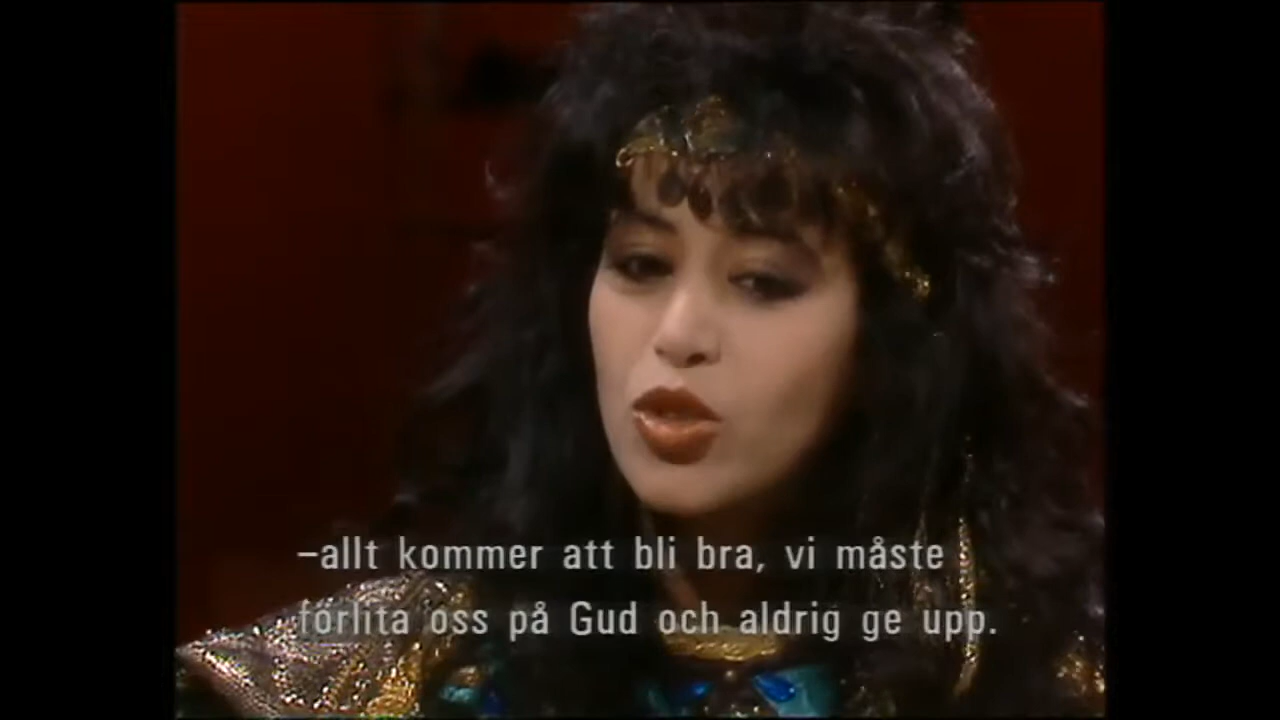 –allt kommer att bli bra, vi måste
förlita oss på Gud och aldrig ge upp.